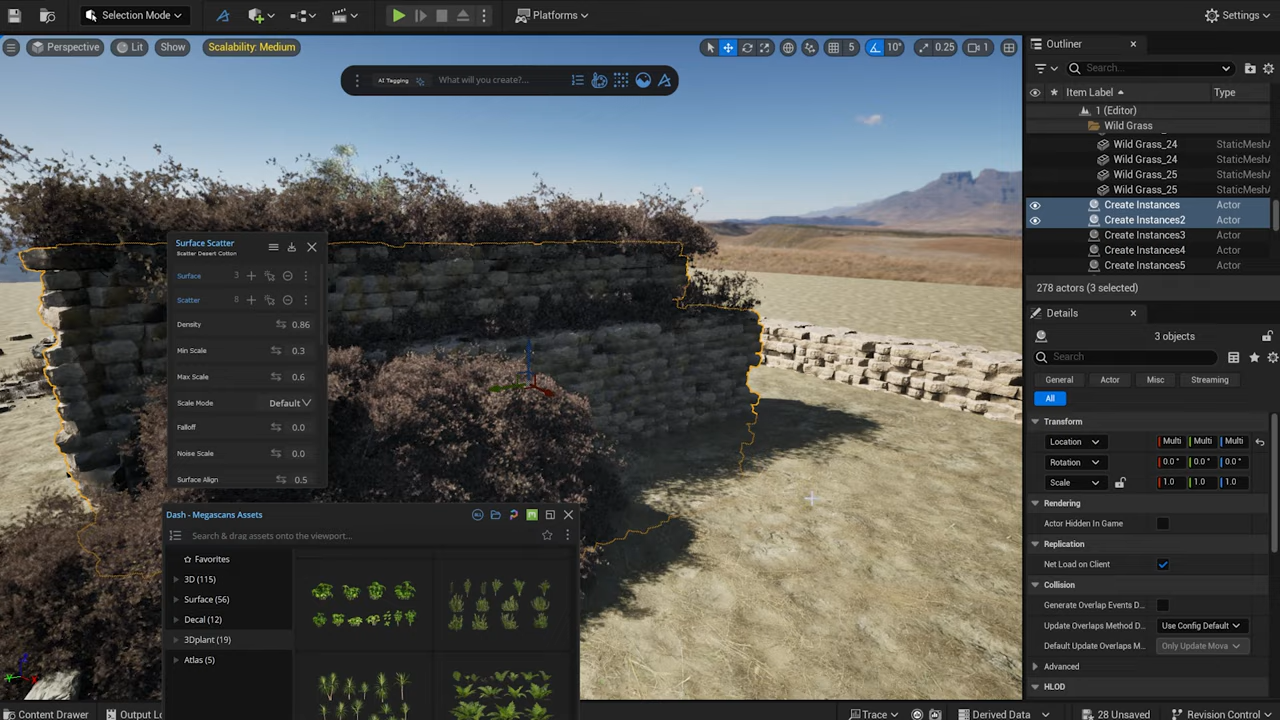 Selection Mode
Platforms
Settings
Perspective
Lit
Show
Scalability: Medium
5
10°
0.25
1
AI Tagging
What will you create?...
Outliner
Search...
Item Label
Type
1 (Editor)
Wild Grass
Wild Grass_24 StaticMeshA
Wild Grass_24 StaticMeshA
Wild Grass_25 StaticMeshA
Wild Grass_25 StaticMeshA
Create Instances Actor
Create Instances2 Actor
Create Instances3 Actor
Create Instances4 Actor
Create Instances5 Actor
278 actors (3 selected)
Surface Scatter
Scatter Desert Cotton
Surface 3
Scatter 8
Density 0.86
Min Scale 0.3
Max Scale 0.6
Scale Mode Default
Falloff 0.0
Noise Scale 0.0
Surface Align 0.5
Dash - Megascans Assets
Search & drag assets onto the viewport...
Favorites
3D (115)
Surface (56)
Decal (12)
3Dplant (19)
Atlas (5)
Details
3 objects
Search
General
Actor
Misc
Streaming
All
Transform
Location Multi Multi Multi
Rotation 0.0° 0.0° 0.0°
Scale 1.0 1.0 1.0
Rendering
Actor Hidden In Game
Replication
Net Load on Client
Collision
Generate Overlap Events D...
Update Overlaps Method D... Use Config Default
Default Update Overlaps M... Only Update Mova
Advanced
HLOD
Content Drawer
Output Lo
Trace
Derived Data
28 Unsaved
Revision Control